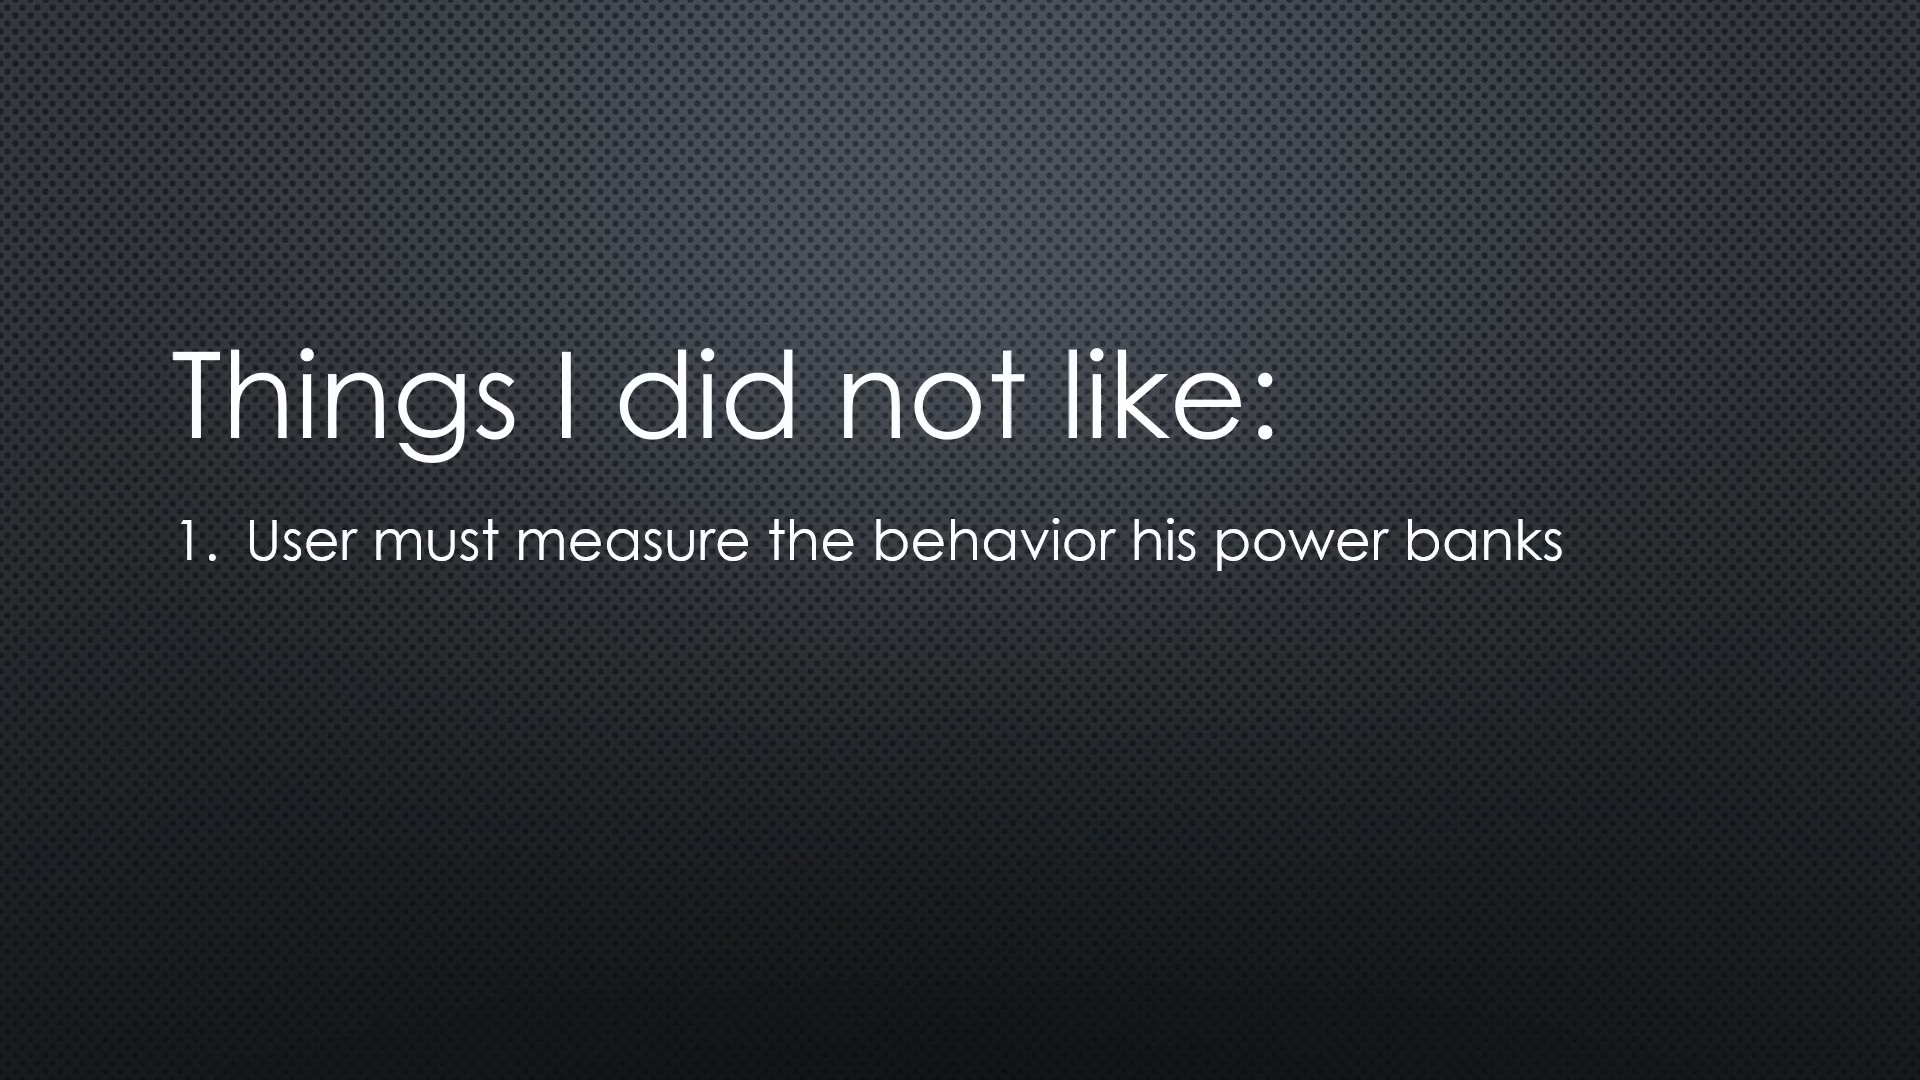 Things I did not like:
1. User must measure the behavior his power banks